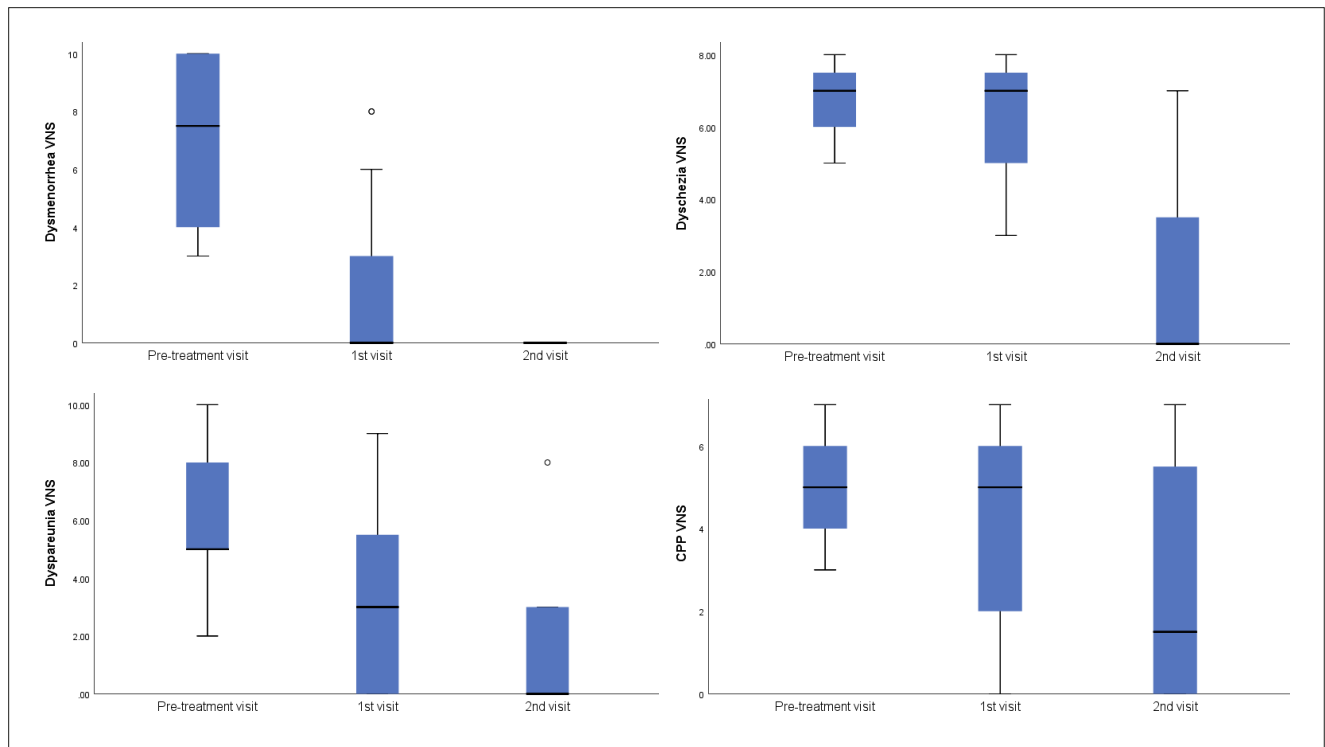 Dysmenorrhea VNS
10
8
6
4
2
0
Pre-treatment visit 1st visit 2nd visit
Dyschezia VNS
8.00
6.00
4.00
2.00
.00
Pre-treatment visit 1st visit 2nd visit
Dyspareunia VNS
10.00
8.00
6.00
4.00
2.00
.00
Pre-treatment visit 1st visit 2nd visit
CPP VNS
6
4
2
0
Pre-treatment visit 1st visit 2nd visit